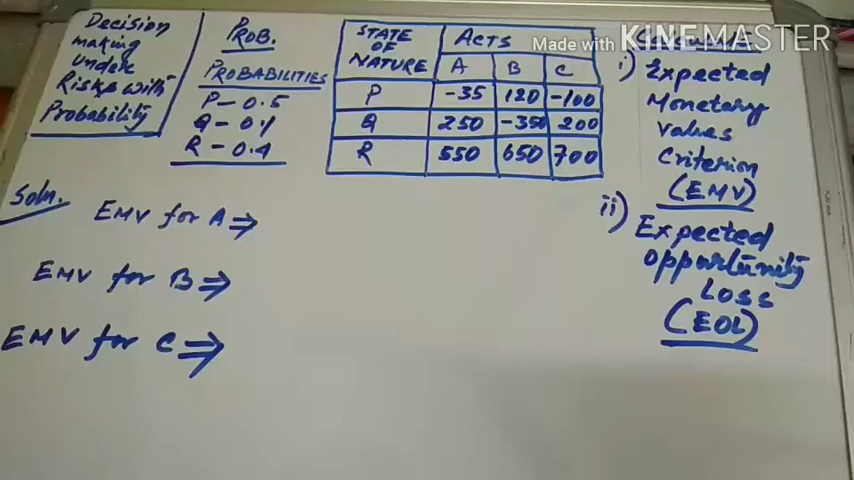 Decision
making
under
Risks with
Probability
PROB.
PROBABILITIES
P - 0.5
Q - 0.1
R - 0.4
STATE OF NATURE ACTS
A B C
P -35 120 -100
Q 250 -350 200
R 550 650 700
Made with KINEMASTER
i) Expected
Monetary
values
Criterion
(EMV)
ii) Expected
opportunity
Loss
(EOL)
Soln.
EMV for A ⇒
EMV for B ⇒
EMV for C ⇒